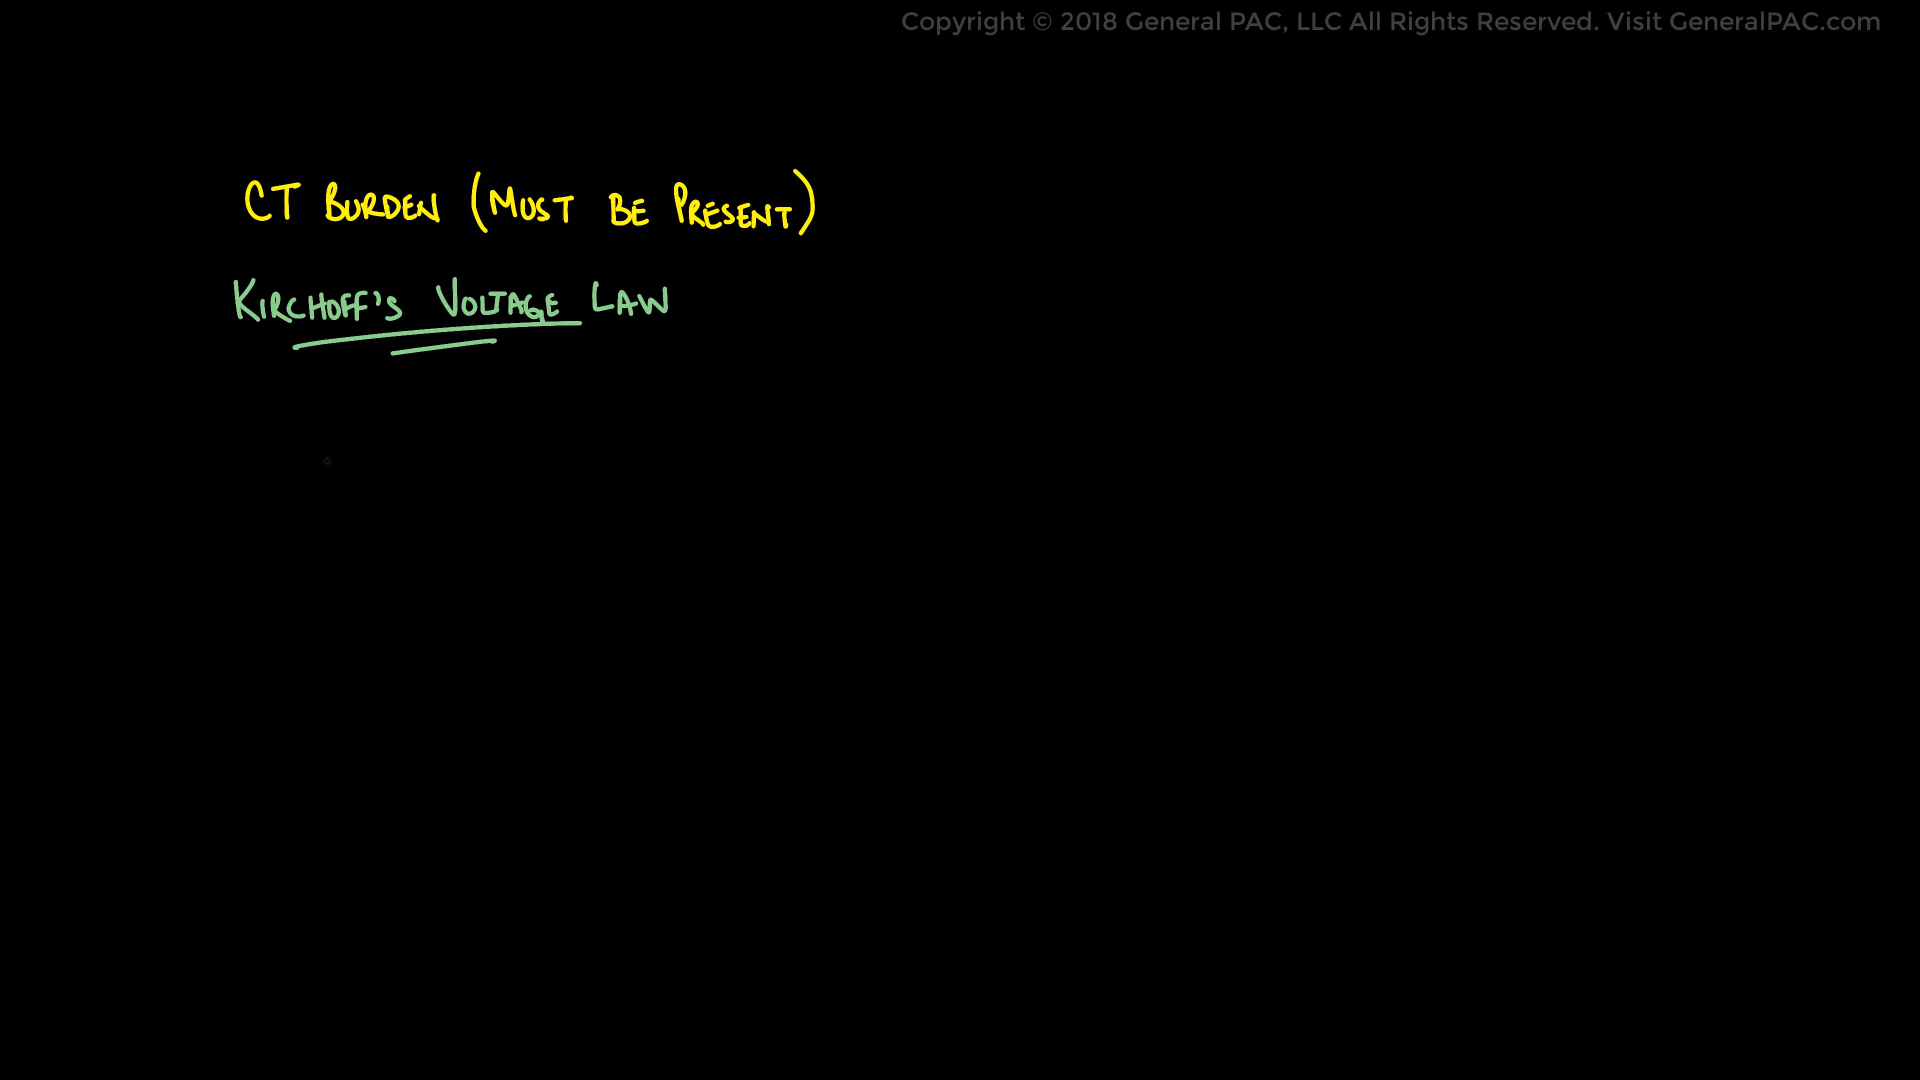 Copyright © 2018 General PAC, LLC All Rights Reserved. Visit GeneralPAC.com
CT BURDEN (MUST BE PRESENT)
KIRCHOFF'S VOLTAGE LAW